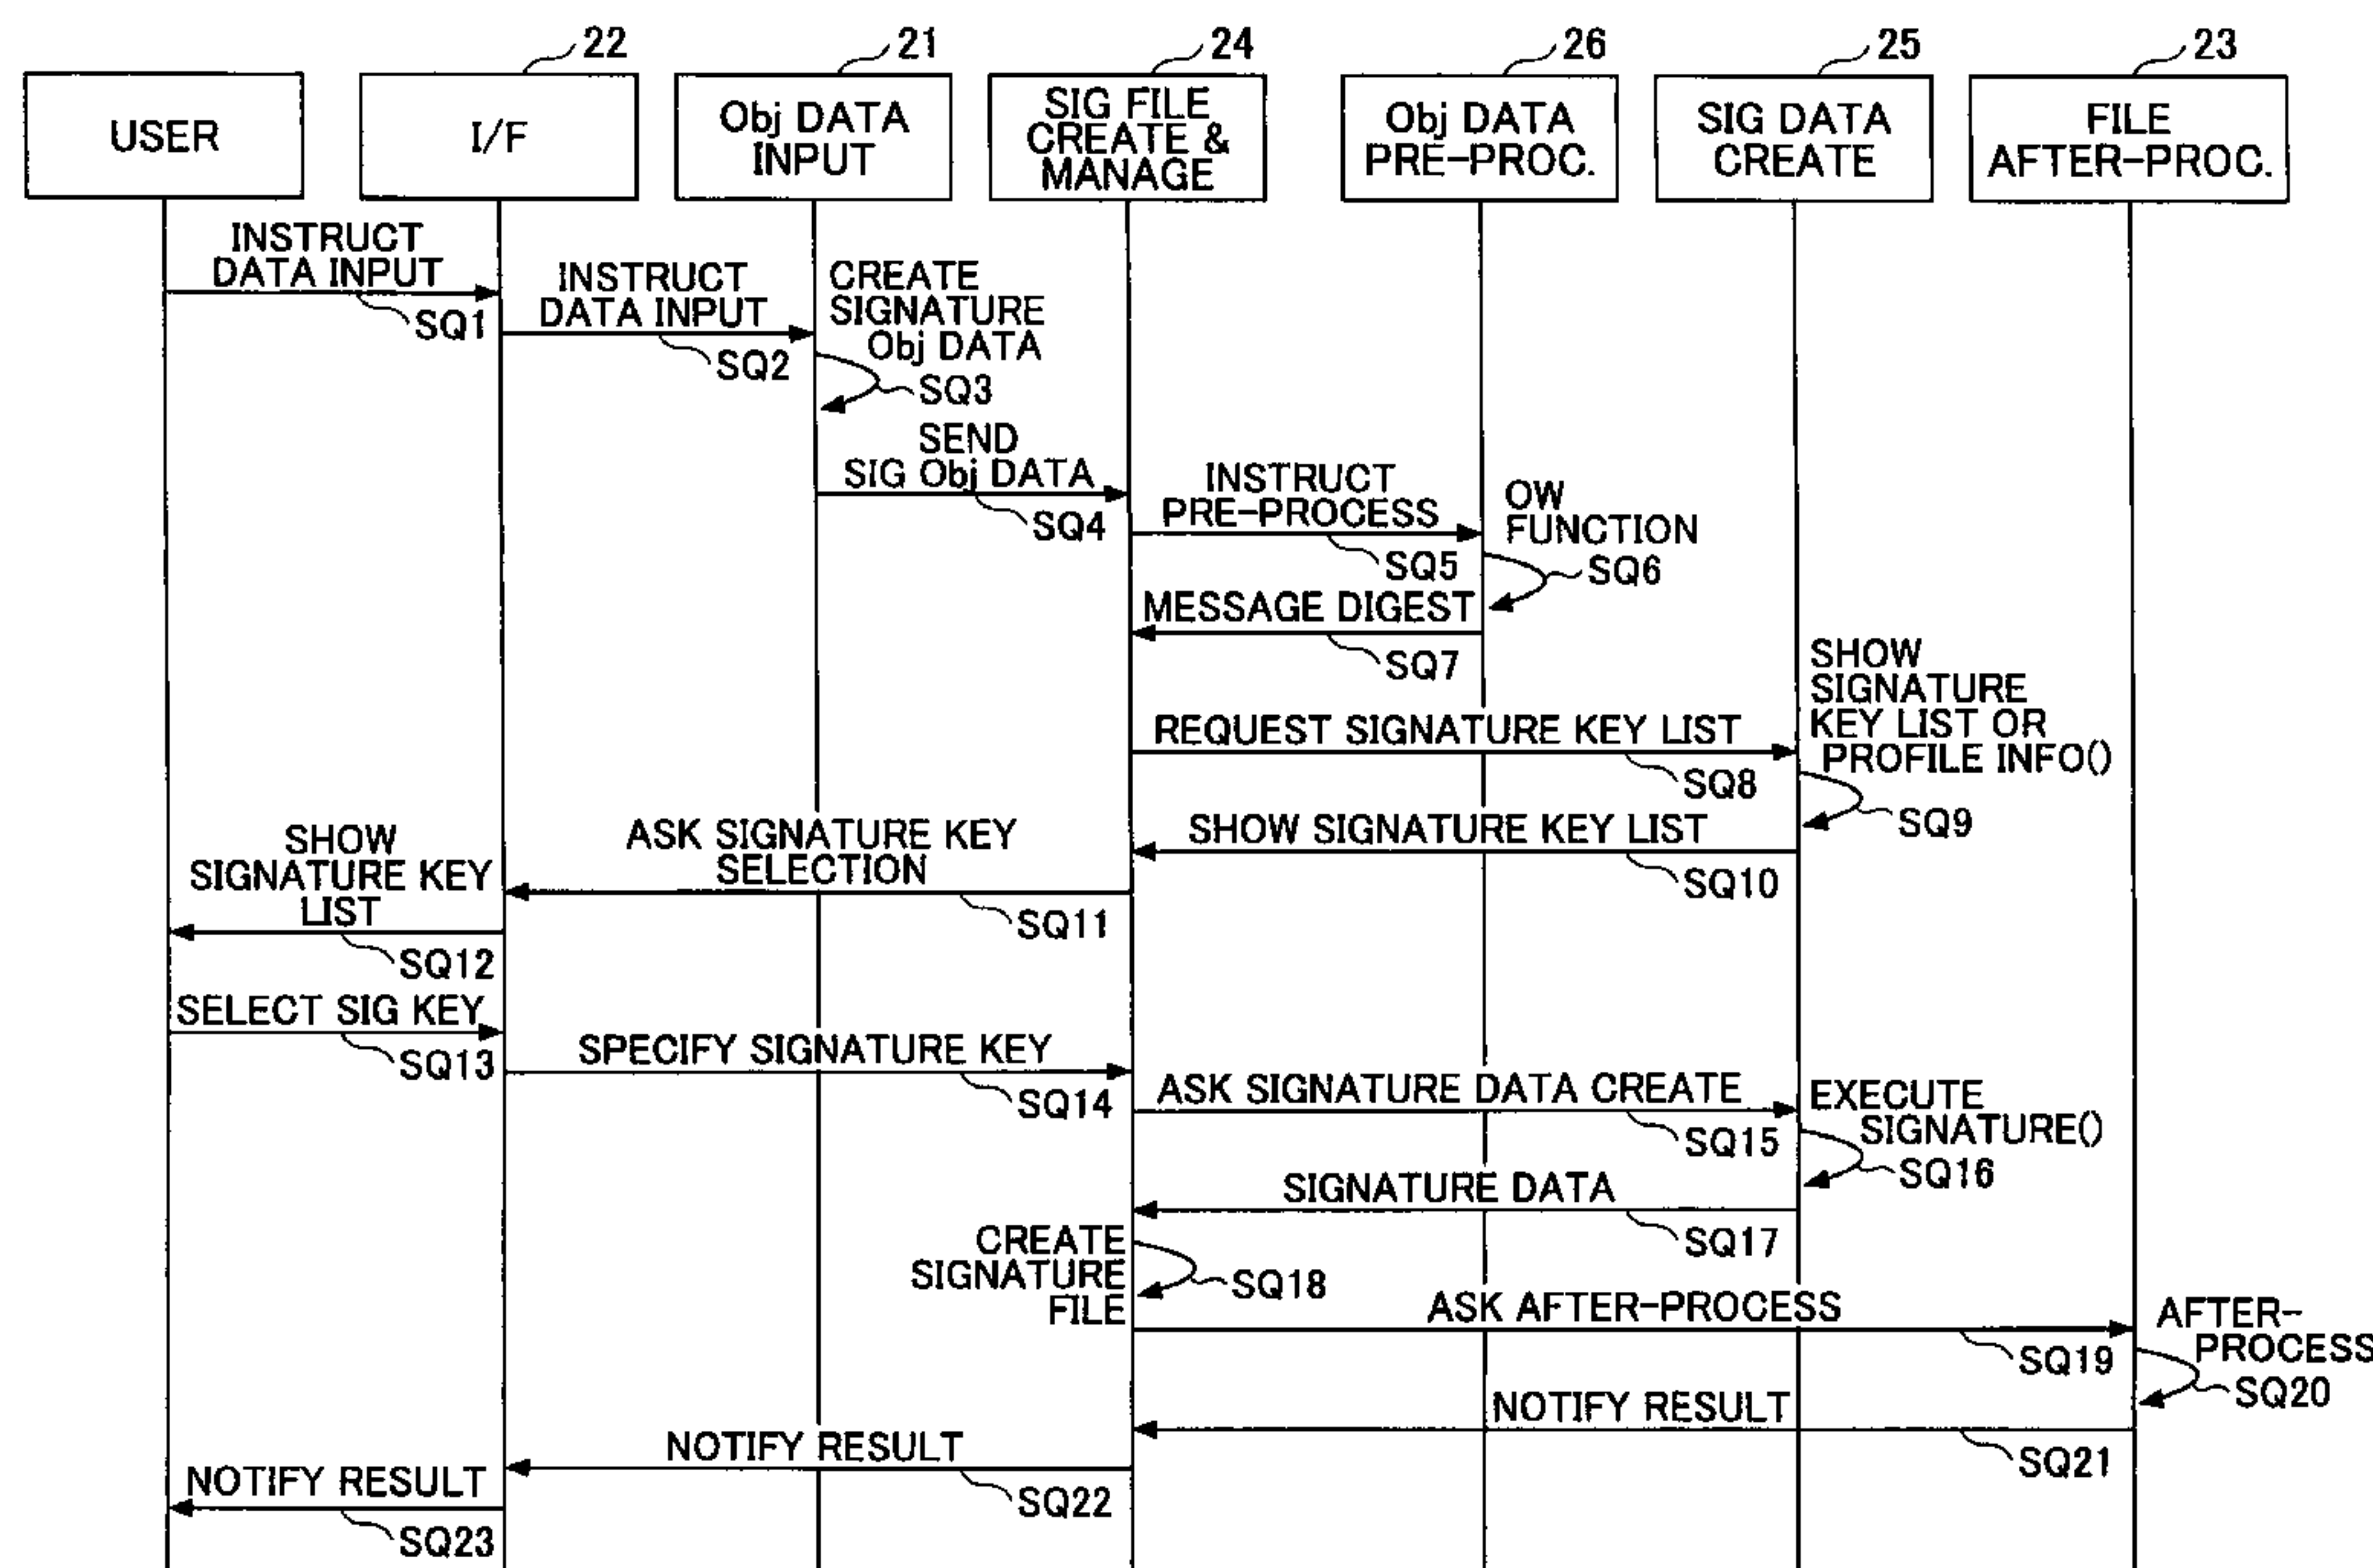 22
21
24
26
25
23
USER
I/F
Obj DATA
INPUT
SIG FILE
CREATE &
MANAGE
Obj DATA
PRE-PROC.
SIG DATA
CREATE
FILE
AFTER-PROC.
INSTRUCT
DATA INPUT
SQ1
INSTRUCT
DATA INPUT
SQ2
CREATE
SIGNATURE
Obj DATA
SQ3
SEND
SIG Obj DATA
SQ4
INSTRUCT
PRE-PROCESS
SQ5
OW
FUNCTION
SQ6
MESSAGE DIGEST
SQ7
REQUEST SIGNATURE KEY LIST
SQ8
SHOW
SIGNATURE
KEY LIST OR
PROFILE INFO()
SQ9
SHOW SIGNATURE KEY LIST
SQ10
ASK SIGNATURE KEY
SELECTION
SQ11
SHOW
SIGNATURE KEY
LIST
SQ12
SELECT SIG KEY
SQ13
SPECIFY SIGNATURE KEY
SQ14
ASK SIGNATURE DATA CREATE
SQ15
EXECUTE
SIGNATURE()
SQ16
SIGNATURE DATA
SQ17
CREATE
SIGNATURE
FILE
SQ18
ASK AFTER-PROCESS
SQ19
AFTER-
PROCESS
SQ20
NOTIFY RESULT
SQ21
NOTIFY RESULT
SQ22
NOTIFY RESULT
SQ23